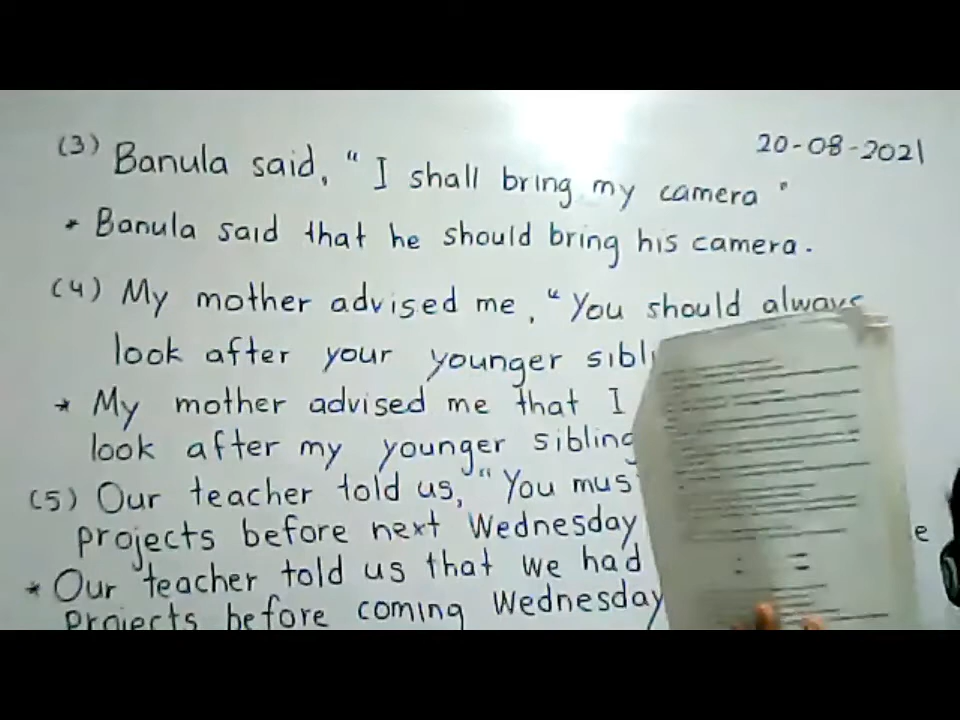 20-08-2021
(3) Banula said, "I shall bring my camera"
* Banula said that he should bring his camera.
(4) My mother advised me, "You should always
look after your younger
* My mother advised me that I
look after my younger sibling
(5) Our teacher told us, "You
projects before next Wednesday
* Our teacher told us that we had
projects before coming Wednesday